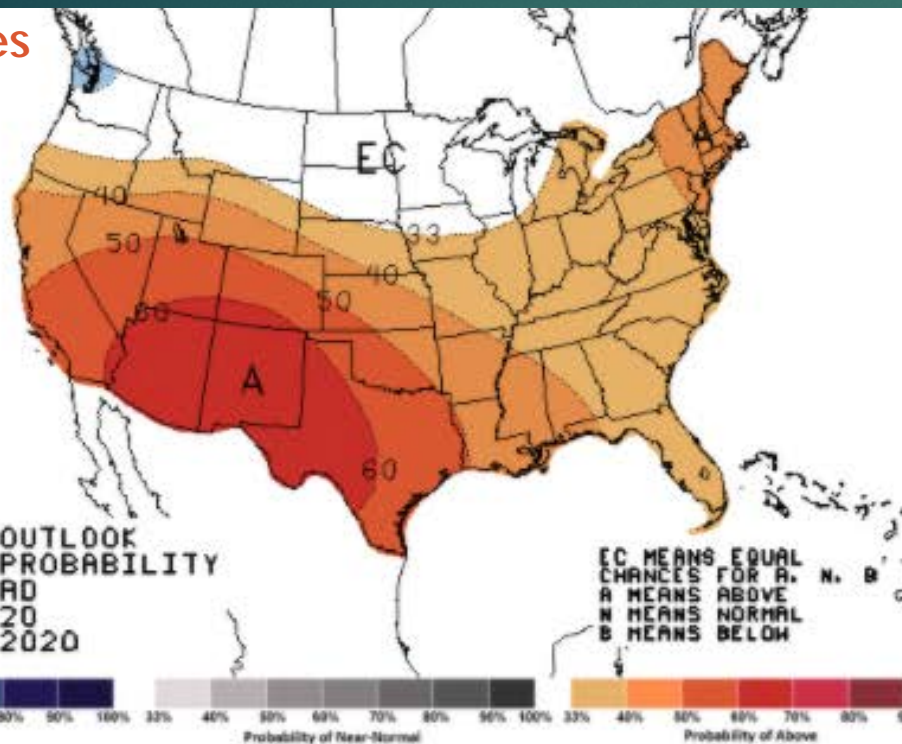 es
EC
A
40
33
50
40
50
60
A
60
OUTLOOK
PROBABILITY
AD
20
2020
EC MEANS EQUAL
CHANCES FOR A, N, B
A MEANS ABOVE
N MEANS NORMAL
B MEANS BELOW
80% 90% 100% 33% 40% 50% 60% 70% 80% 90% 100% 33% 40% 50% 60% 70% 80%
Probability of Near-Normal Probability of Above